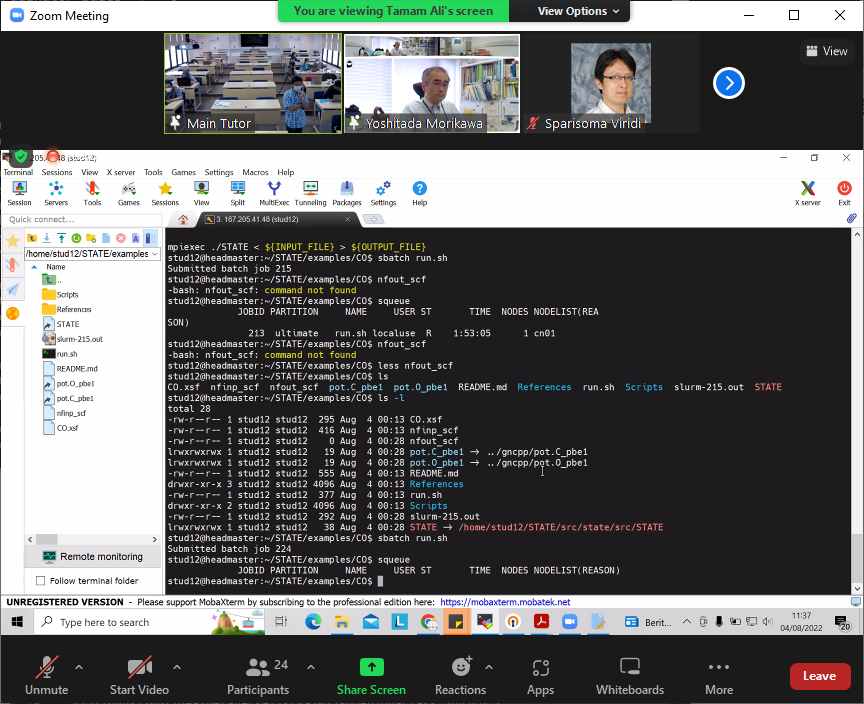 Zoom Meeting
You are viewing Tamam Ali's screen
View Options
Main Tutor
Yoshitada Morikawa
Sparisoma Viridi
View
205.41.48 (stud12)
Terminal Sessions View X server Tools Games Settings Macros Help
Session Servers Tools Games Sessions View Split MultiExec Tunneling Packages Settings Help X server Exit
Quick connect...
3. 167.205.41.48 (stud12)
/home/stud12/STATE/examples
Name
..
Scripts
References
STATE
slurm-215.out
run.sh
README.md
pot.O_pbe1
pot.C_pbe1
nfinp_scf
CO.xsf
Remote monitoring
Follow terminal folder
mpiexec ./STATE < ${INPUT_FILE} > ${OUTPUT_FILE}
stud12@headmaster:~/STATE/examples/CO$ sbatch run.sh
Submitted batch job 215
stud12@headmaster:~/STATE/examples/CO$ nfout_scf
-bash: nfout_scf: command not found
stud12@headmaster:~/STATE/examples/CO$ squeue
JOBID PARTITION NAME USER ST TIME NODES NODELIST(REA
SON)
213 ultimate run.sh localuse R 1:53:05 1 cn01
stud12@headmaster:~/STATE/examples/CO$ nfout_scf
-bash: nfout_scf: command not found
stud12@headmaster:~/STATE/examples/CO$ less nfout_scf
stud12@headmaster:~/STATE/examples/CO$ ls
CO.xsf nfinp_scf nfout_scf pot.C_pbe1 pot.O_pbe1 README.md References run.sh Scripts slurm-215.out STATE
stud12@headmaster:~/STATE/examples/CO$ ls -l
total 28
-rw-r--r-- 1 stud12 stud12 295 Aug 4 00:13 CO.xsf
-rw-r--r-- 1 stud12 stud12 416 Aug 4 00:13 nfinp_scf
-rw-r--r-- 1 stud12 stud12 0 Aug 4 00:28 nfout_scf
lrwxrwxrwx 1 stud12 stud12 19 Aug 4 00:28 pot.C_pbe1 -> ../gncpp/pot.C_pbe1
lrwxrwxrwx 1 stud12 stud12 19 Aug 4 00:28 pot.O_pbe1 -> ../gncpp/pot.O_pbe1
-rw-r--r-- 1 stud12 stud12 555 Aug 4 00:13 README.md
drwxr-xr-x 3 stud12 stud12 4096 Aug 4 00:13 References
-rw-r--r-- 1 stud12 stud12 377 Aug 4 00:13 run.sh
drwxr-xr-x 2 stud12 stud12 4096 Aug 4 00:13 Scripts
-rw-r--r-- 1 stud12 stud12 292 Aug 4 00:28 slurm-215.out
lrwxrwxrwx 1 stud12 stud12 38 Aug 4 00:28 STATE -> /home/stud12/STATE/src/state/src/STATE
stud12@headmaster:~/STATE/examples/CO$ sbatch run.sh
Submitted batch job 224
stud12@headmaster:~/STATE/examples/CO$ squeue
JOBID PARTITION NAME USER ST TIME NODES NODELIST(REASON)
stud12@headmaster:~/STATE/examples/CO$
UNREGISTERED VERSION - Please support MobaXterm by subscribing to the professional edition here: https://mobaxterm.mobatek.net
Type here to search
Berit...
11:37
04/08/2022
20
Unmute
Start Video
24
Participants
Share Screen
Reactions
Apps
Whiteboards
More
Leave